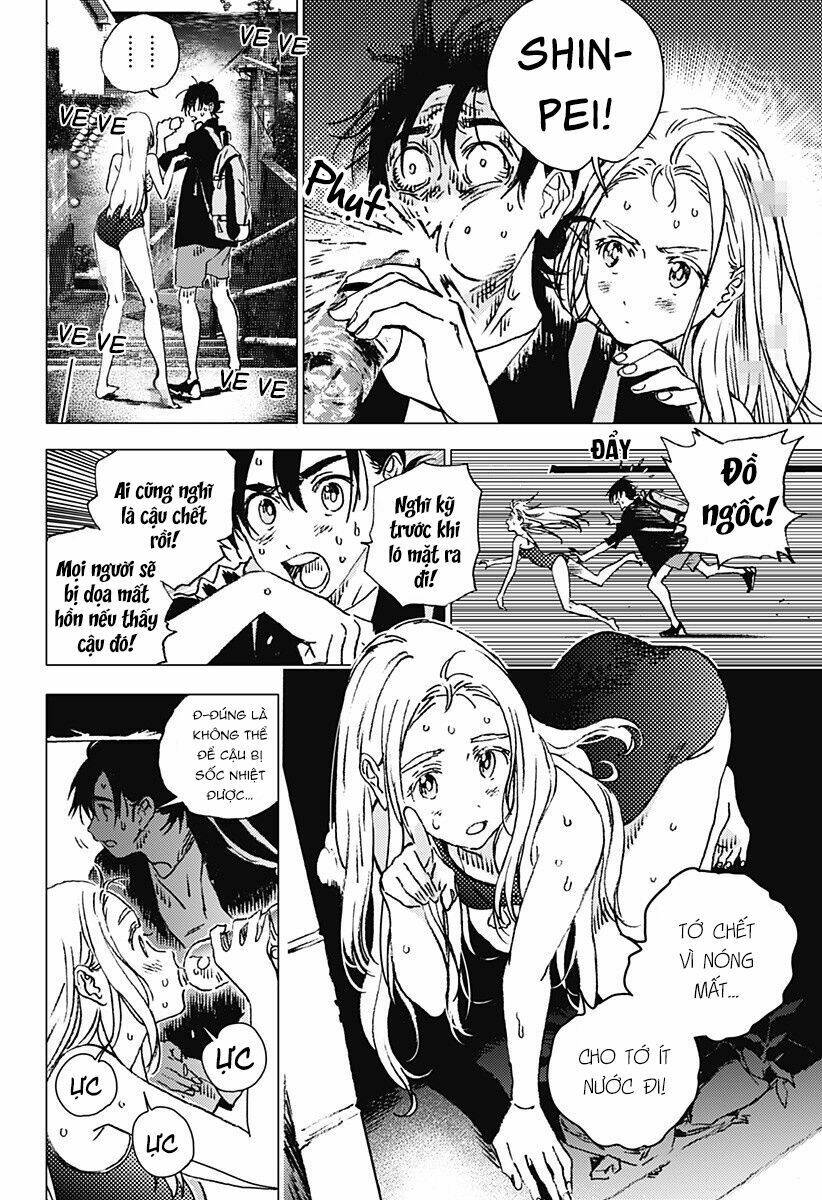 SHIN-
PEI!
Phụt
......
VE VE
VE VE
VE VE
VE VE
VE VE
Đồ
ngốc!
ĐẨY
Nghĩ kỹ
trước khi
ló mặt ra
đi!
Ai cũng nghĩ
là cậu chết
rồi!
Mọi người sẽ
bị dọa mất
hồn nếu thấy
cậu đó!
TỚ CHẾT
VÌ NÓNG
MẤT...
CHO TỚ ÍT
NƯỚC ĐI!
Đ-ĐÚNG LÀ
KHÔNG THỂ
ĐỂ CẬU BỊ
SỐC NHIỆT
ĐƯỢC...
ỰC
ỰC
ỰC